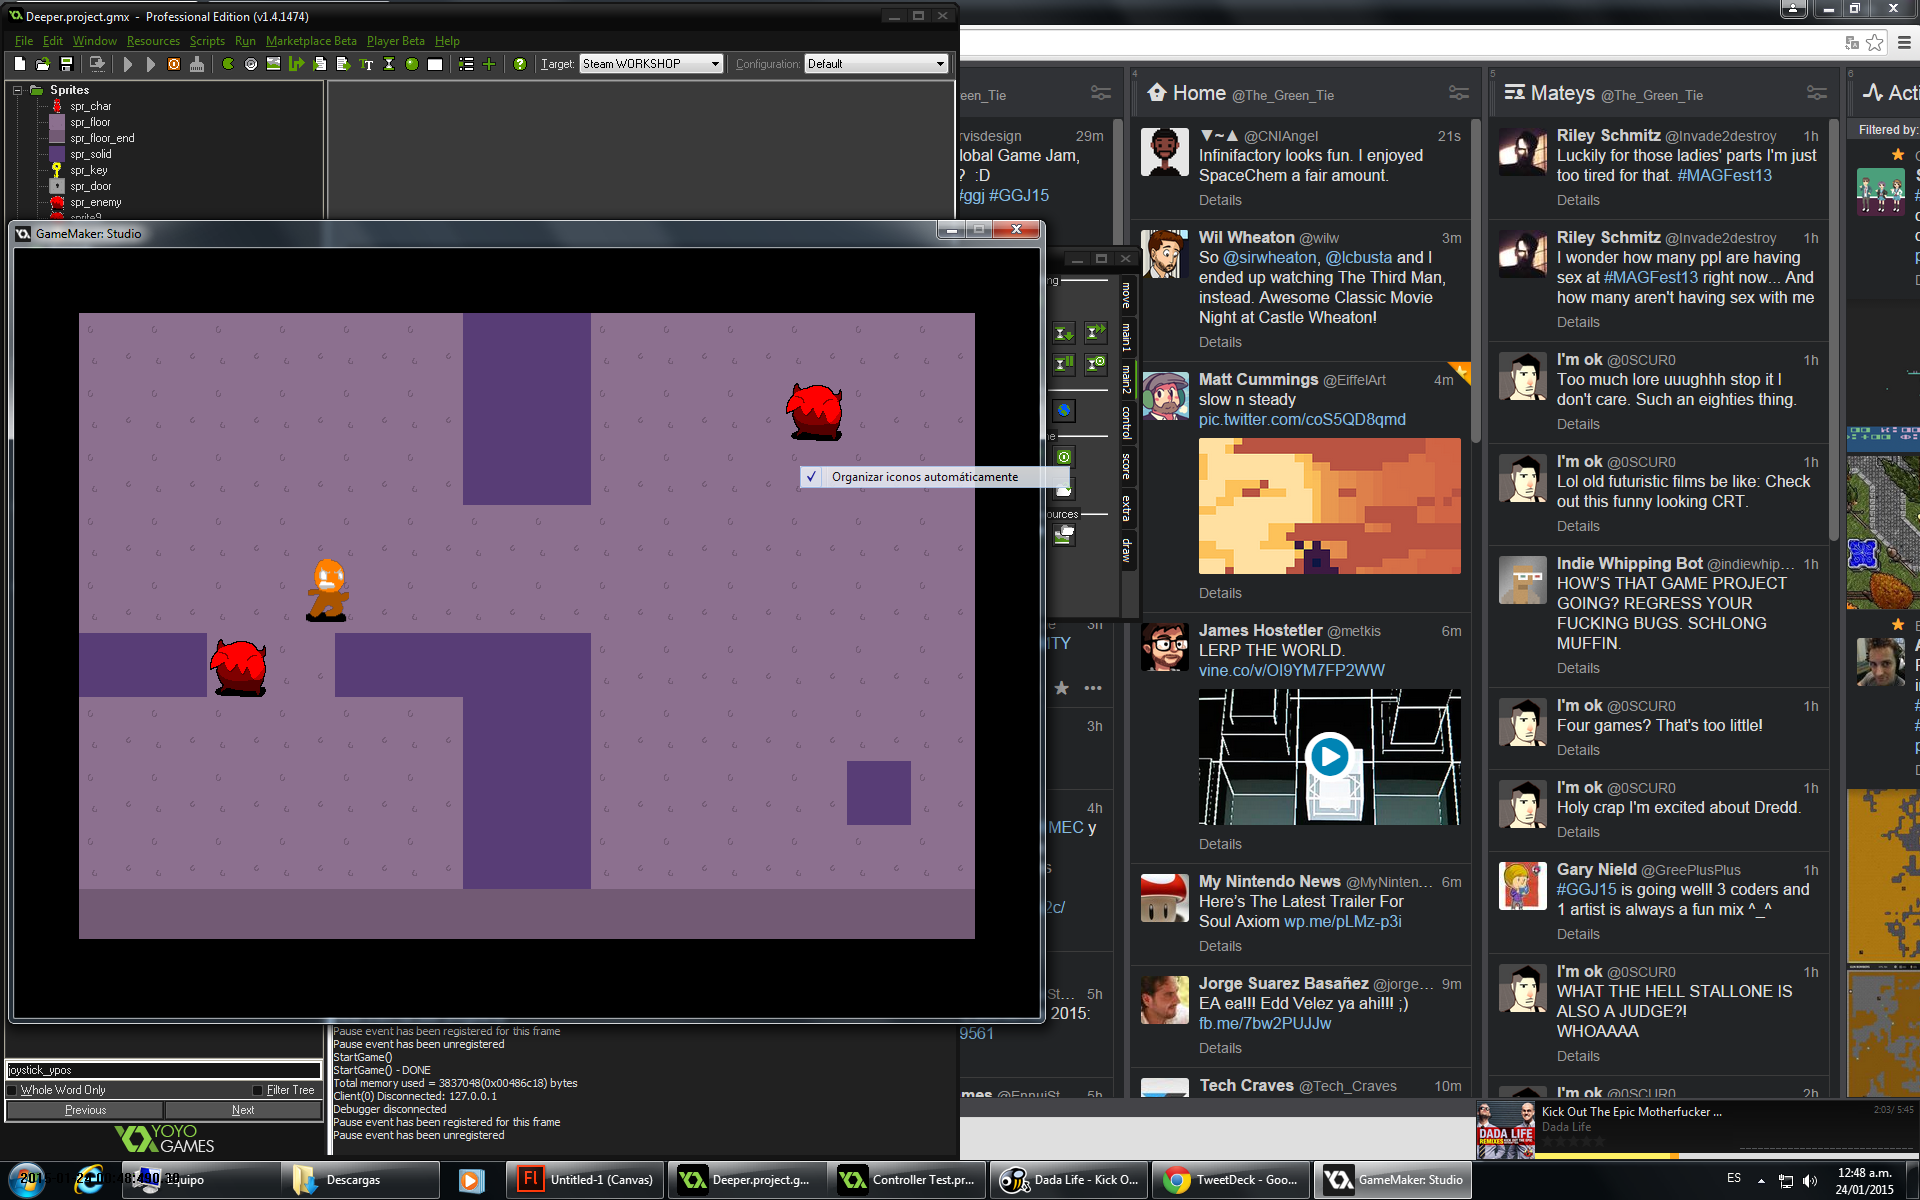 Deeper.project.gmx - Professional Edition (v1.4.1474)
File Edit Window Resources Scripts Run Marketplace Beta Player Beta Help
Target: Steam WORKSHOP Configuration: Default
Sprites
spr_char
spr_floor
spr_floor_end
spr_solid
spr_key
spr_door
spr_enemy
sprite9
GameMaker: Studio
Organizar iconos automáticamente
move
main1
main2
control
score
extra
draw
ources
Pause event has been registered for this frame
Pause event has been unregistered
StartGame()
StartGame() - DONE
Total memory used = 3837048(0x00486c18) bytes
Client(0) Disconnected: 127.0.0.1
Debugger disconnected
Pause event has been registered for this frame
Pause event has been unregistered
joystick_ypos
Whole Word Only Filter Tree
Previous Next
YOYO
GAMES
een_Tie
rvisdesign 29m
lobal Game Jam,
? :D
#ggj #GGJ15
3h
ITY
3h
4h
MEC y
s
2c/
St... 5h
2015:
9561
mes @EnnuiSt... 5h
4
Home @The_Green_Tie
▼~▲ @CNIAngel 21s
Infinifactory looks fun. I enjoyed
SpaceChem a fair amount.
Details
Wil Wheaton @wilw 3m
So @sirwheaton, @lcbusta and I
ended up watching The Third Man,
instead. Awesome Classic Movie
Night at Castle Wheaton!
Details
Matt Cummings @EiffelArt 4m
slow n steady
pic.twitter.com/coS5QD8qmd
Details
James Hostetler @metkis 6m
LERP THE WORLD.
vine.co/v/OI9YM7FP2WW
Details
My Nintendo News @MyNinten... 6m
Here's The Latest Trailer For
Soul Axiom wp.me/pLMz-p3i
Details
Jorge Suarez Basañez @jorge... 9m
EA ea!!! Edd Velez ya ahi!!! ;)
fb.me/7bw2PUJJw
Details
Tech Craves @Tech_Craves 10m
5
Mateys @The_Green_Tie
Riley Schmitz @Invade2destroy 1h
Luckily for those ladies' parts I'm just
too tired for that. #MAGFest13
Details
Riley Schmitz @Invade2destroy 1h
I wonder how many ppl are having
sex at #MAGFest13 right now... And
how many aren't having sex with me
Details
I'm ok @0SCUR0 1h
Too much lore uuughhh stop it I
don't care. Such an eighties thing.
Details
I'm ok @0SCUR0 1h
Lol old futuristic films be like: Check
out this funny looking CRT.
Details
Indie Whipping Bot @indiewhip... 1h
HOW'S THAT GAME PROJECT
GOING? REGRESS YOUR
FUCKING BUGS. SCHLONG
MUFFIN.
Details
I'm ok @0SCUR0 1h
Four games? That's too little!
Details
I'm ok @0SCUR0 1h
Holy crap I'm excited about Dredd.
Details
Gary Nield @GreePlusPlus 1h
#GGJ15 is going well! 3 coders and
1 artist is always a fun mix ^_^
Details
I'm ok @0SCUR0 1h
WHAT THE HELL STALLONE IS
ALSO A JUDGE?!
WHOAAAA
Details
I'm ok @0SCUR0 2h
6
Acti
Filtered by:
DADA LIFE
Kick Out The Epic Motherfucker ...
Dada Life
2:03/ 5:45
Equipo
Descargas
Untitled-1 (Canvas)
Deeper.project.g...
Controller Test.pr...
Dada Life - Kick O...
TweetDeck - Goo...
GameMaker: Studio
ES
12:48 a.m.
24/01/2015